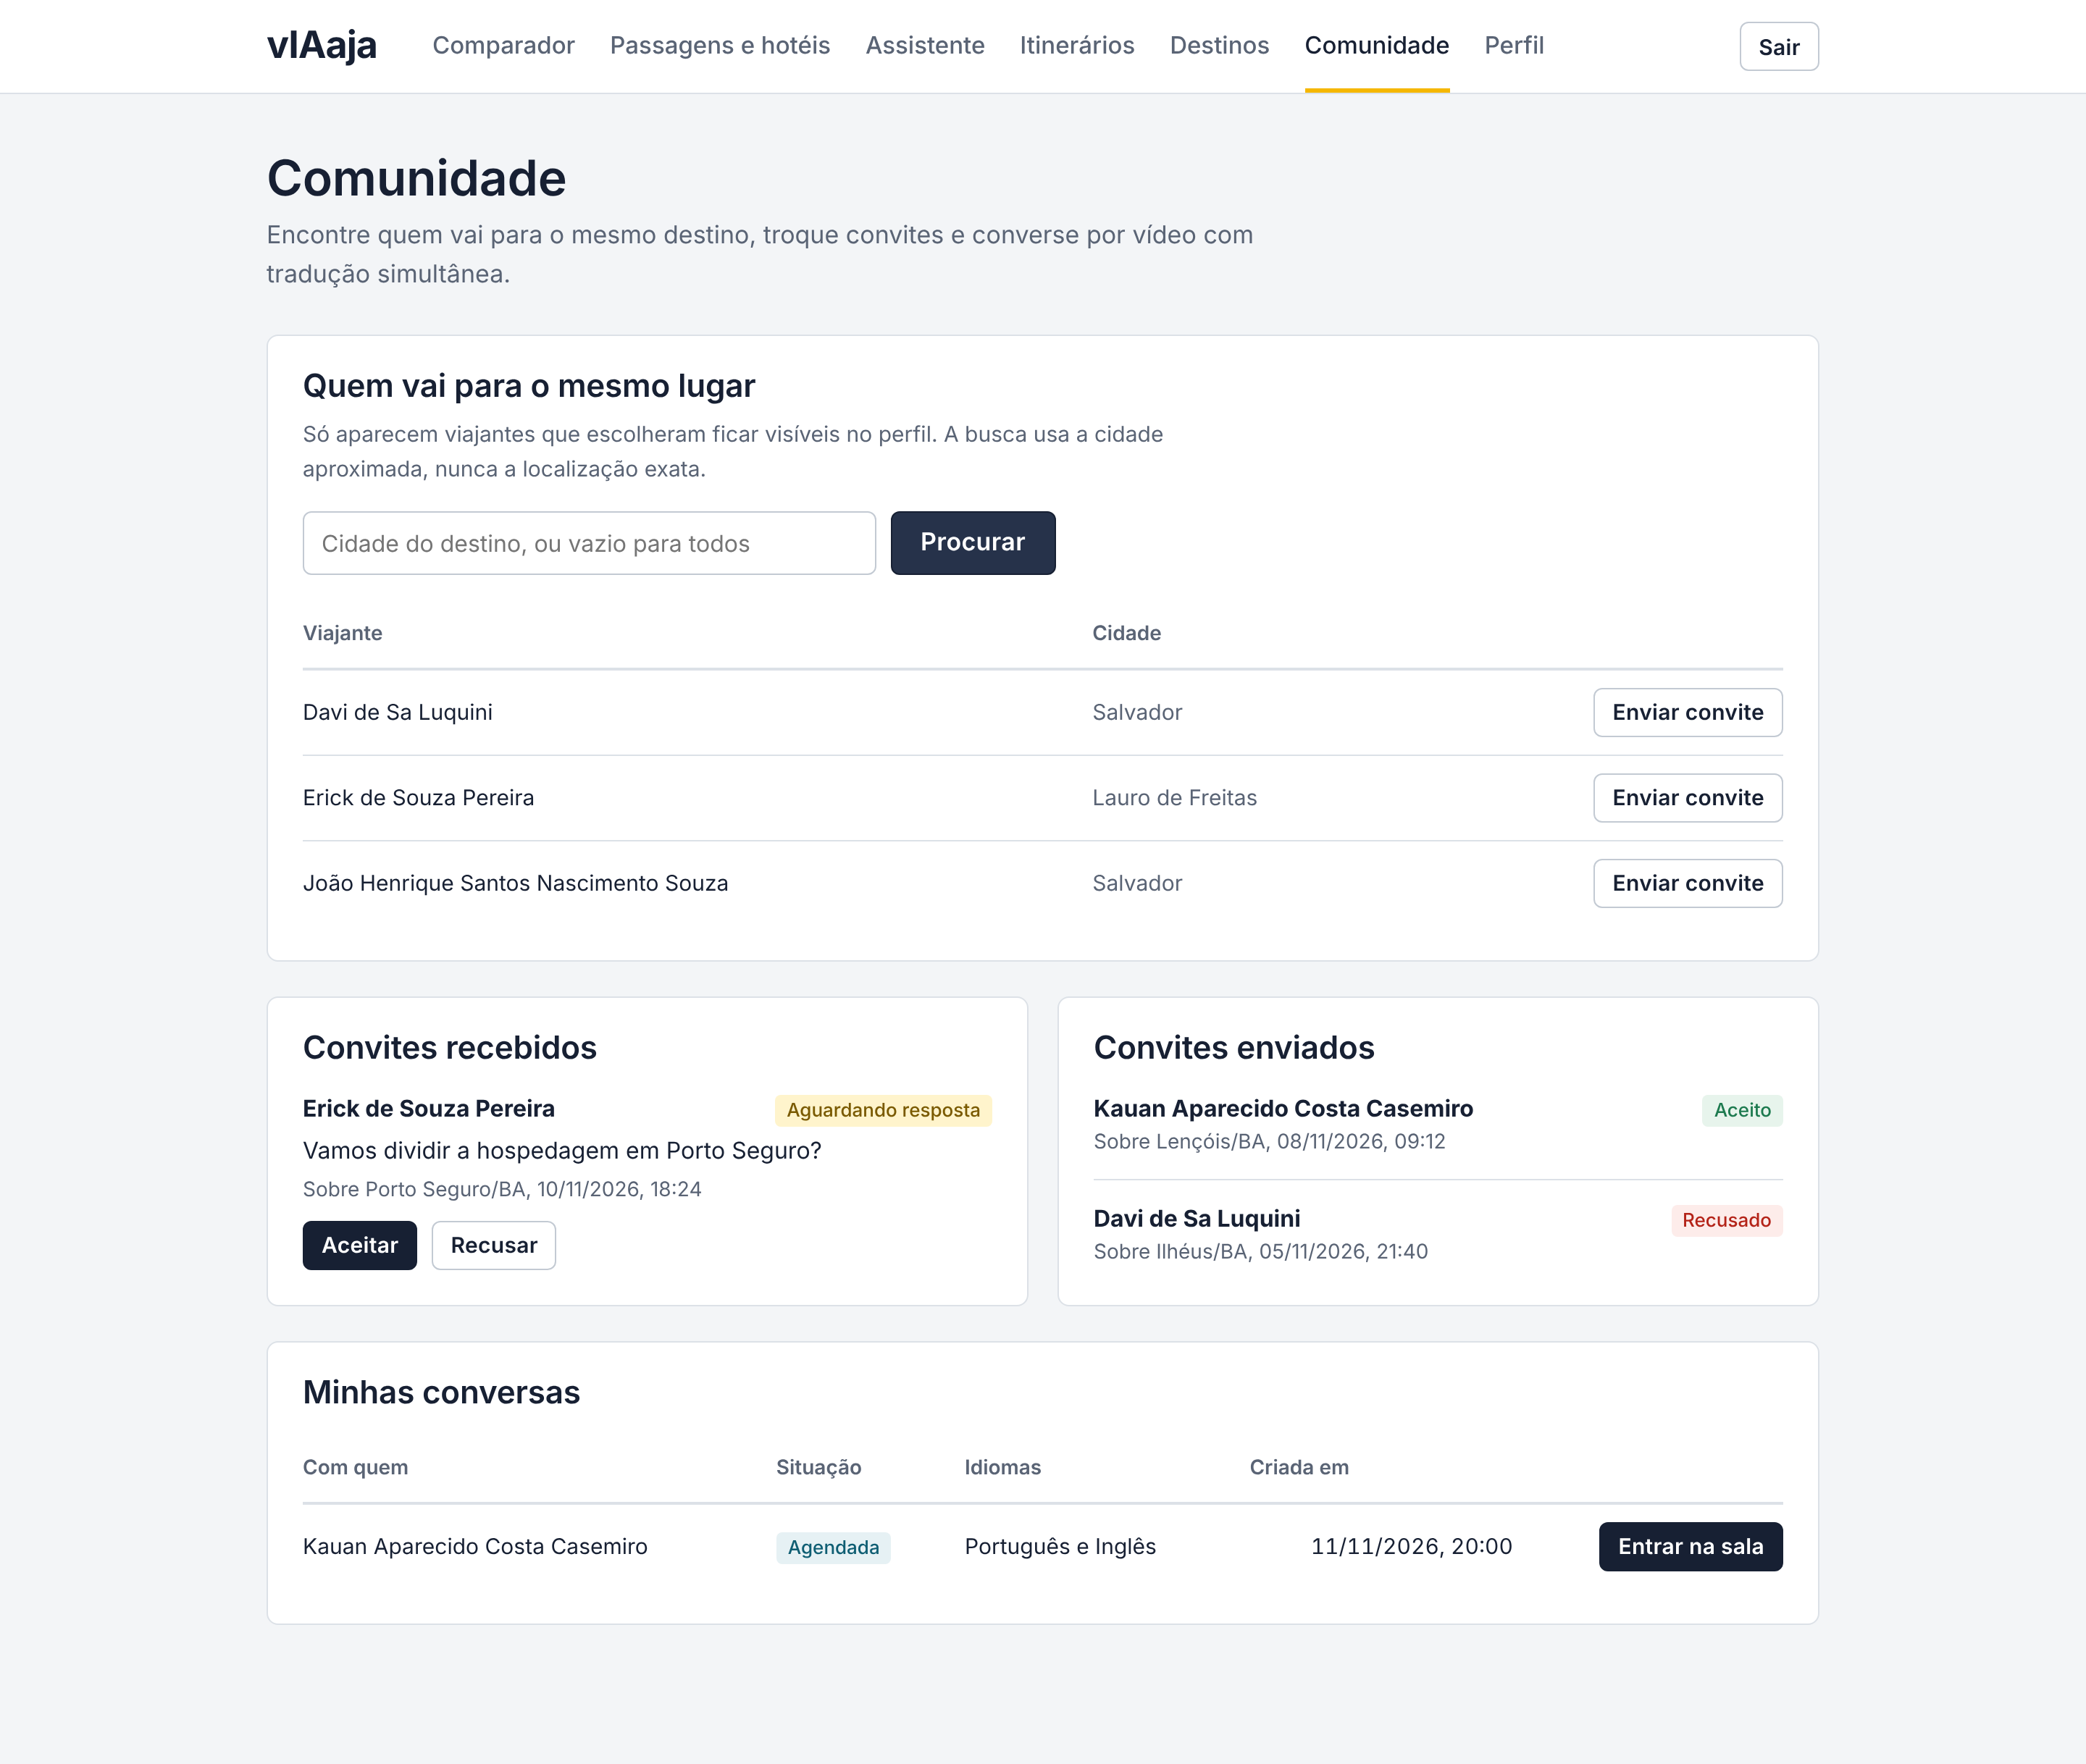 vIAaja
Comparador
Passagens e hotéis
Assistente
Itinerários
Destinos
Comunidade
Perfil
Sair
Comunidade
Encontre quem vai para o mesmo destino, troque convites e converse por vídeo com
tradução simultânea.
Quem vai para o mesmo lugar
Só aparecem viajantes que escolheram ficar visíveis no perfil. A busca usa a cidade
aproximada, nunca a localização exata.
Cidade do destino, ou vazio para todos
Procurar
Viajante Cidade
Davi de Sa Luquini Salvador Enviar convite
Erick de Souza Pereira Lauro de Freitas Enviar convite
João Henrique Santos Nascimento Souza Salvador Enviar convite
Convites recebidos
Erick de Souza Pereira Aguardando resposta
Vamos dividir a hospedagem em Porto Seguro?
Sobre Porto Seguro/BA, 10/11/2026, 18:24
Aceitar Recusar
Convites enviados
Kauan Aparecido Costa Casemiro Aceito
Sobre Lençóis/BA, 08/11/2026, 09:12
Davi de Sa Luquini Recusado
Sobre Ilhéus/BA, 05/11/2026, 21:40
Minhas conversas
Com quem Situação Idiomas Criada em
Kauan Aparecido Costa Casemiro Agendada Português e Inglês 11/11/2026, 20:00 Entrar na sala